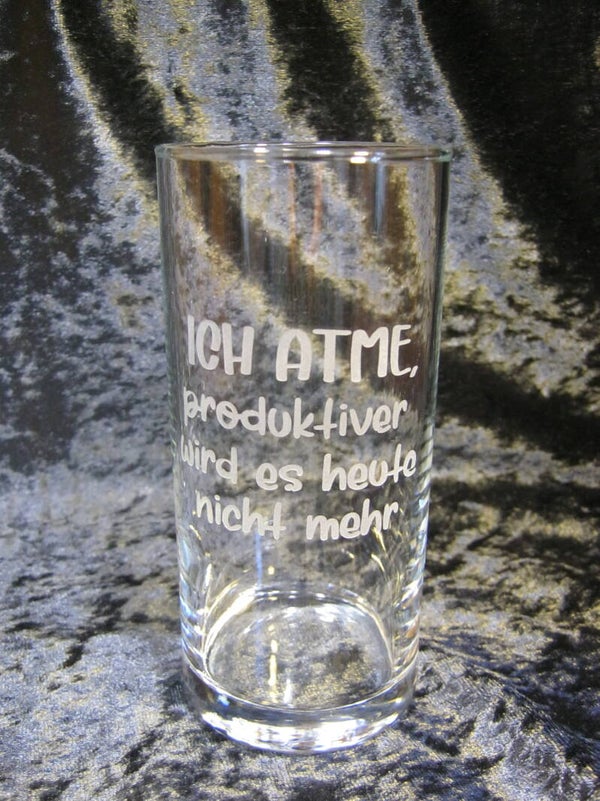 ICH ATME,
produktiver
wird es heute
nicht mehr